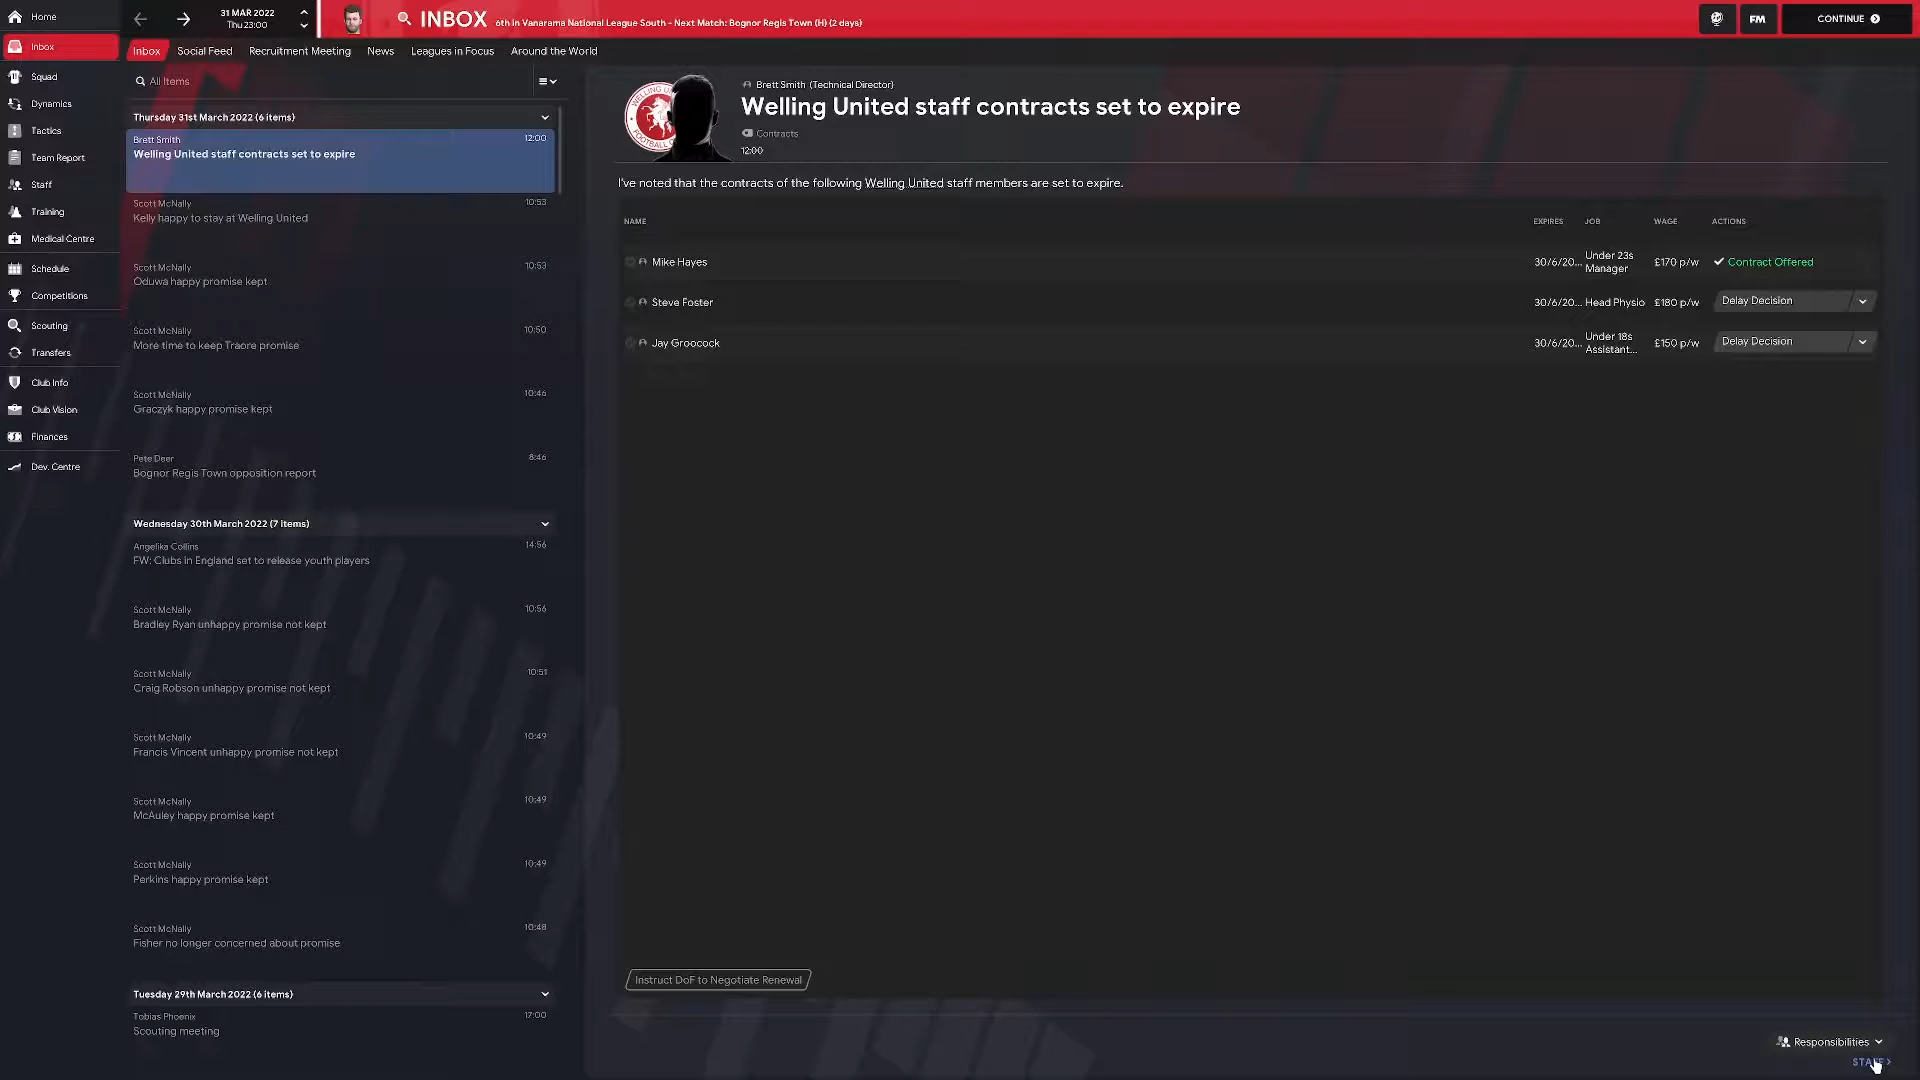 Home
31 MAR 2022
Thu 23:00
INBOX
6th in Vanarama National League South - Next Match: Bognor Regis Town (H) (2 days)
FM
CONTINUE
Inbox
Squad
Dynamics
Tactics
Team Report
Staff
Training
Medical Centre
Schedule
Competitions
Scouting
Transfers
Club Info
Club Vision
Finances
Dev. Centre
Inbox Social Feed Recruitment Meeting News Leagues in Focus Around the World
All Items
Thursday 31st March 2022 (6 items)
Brett Smith 12:00
Welling United staff contracts set to expire
Scott McNally 10:53
Kelly happy to stay at Welling United
Scott McNally 10:53
Oduwa happy promise kept
Scott McNally 10:50
More time to keep Traore promise
Scott McNally 10:46
Graczyk happy promise kept
Pete Deer 8:46
Bognor Regis Town opposition report
Wednesday 30th March 2022 (7 items)
Angelika Collins 14:56
FW: Clubs in England set to release youth players
Scott McNally 10:56
Bradley Ryan unhappy promise not kept
Scott McNally 10:51
Craig Robson unhappy promise not kept
Scott McNally 10:49
Francis Vincent unhappy promise not kept
Scott McNally 10:49
McAuley happy promise kept
Scott McNally 10:49
Perkins happy promise kept
Scott McNally 10:48
Fisher no longer concerned about promise
Tuesday 29th March 2022 (6 items)
Tobias Phoenix 17:00
Scouting meeting
Brett Smith (Technical Director)
Welling United staff contracts set to expire
Contracts
12:00
I've noted that the contracts of the following Welling United staff members are set to expire.
NAME EXPIRES JOB WAGE ACTIONS
Mike Hayes 30/6/20... Under 23s Manager £170 p/w Contract Offered
Steve Foster 30/6/20... Head Physio £180 p/w Delay Decision
Jay Groocock 30/6/20... Under 18s Assistant... £150 p/w Delay Decision
Instruct DoF to Negotiate Renewal
Responsibilities
STAFF